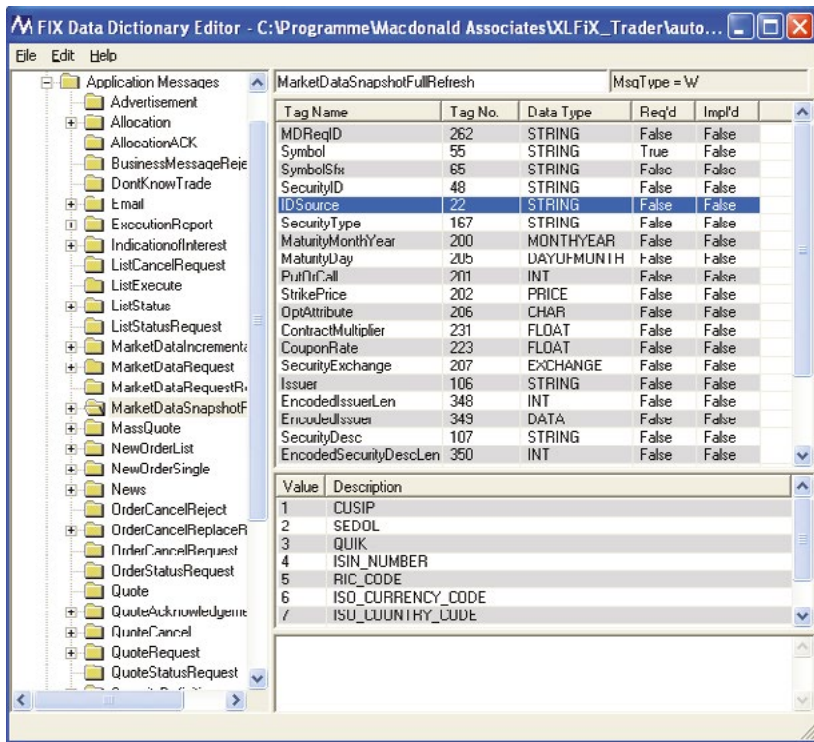 FIX Data Dictionary Editor - C:\Programme\Macdonald Associates\XLFiX_Trader\auto...
File Edit Help
Application Messages
Advertisement
Allocation
AllocationACK
BusinessMessageReje
DontKnowTrade
Email
ExecutionReport
IndicationofInterest
ListCancelRequest
ListExecute
ListStatus
ListStatusRequest
MarketDataIncrementa
MarketDataRequest
MarketDataRequestRe
MarketDataSnapshotF
MassQuote
NewOrderList
NewOrderSingle
News
OrderCancelReject
OrderCancelReplaceR
OrderCancelRequest
OrderStatusRequest
Quote
QuoteAcknowledgeme
QuoteCancel
QuoteRequest
QuoteStatusRequest
MarketDataSnapshotFullRefresh MsgType = W
Tag Name Tag No. Data Type Req'd Impl'd
MDReqID 262 STRING False False
Symbol 55 STRING True False
SymbolSfx 65 STRING False False
SecurityID 48 STRING False False
IDSource 22 STRING False False
SecurityType 167 STRING False False
MaturityMonthYear 200 MONTHYEAR False False
MaturityDay 205 DAYOFMONTH False False
PutOrCall 201 INT False False
StrikePrice 202 PRICE False False
OptAttribute 206 CHAR False False
ContractMultiplier 231 FLOAT False False
CouponRate 223 FLOAT False False
SecurityExchange 207 EXCHANGE False False
Issuer 106 STRING False False
EncodedIssuerLen 348 INT False False
EncodedIssuer 349 DATA False False
SecurityDesc 107 STRING False False
EncodedSecurityDescLen 350 INT False False
Value Description
1 CUSIP
2 SEDOL
3 QUIK
4 ISIN_NUMBER
5 RIC_CODE
6 ISO_CURRENCY_CODE
7 ISO_COUNTRY_CODE